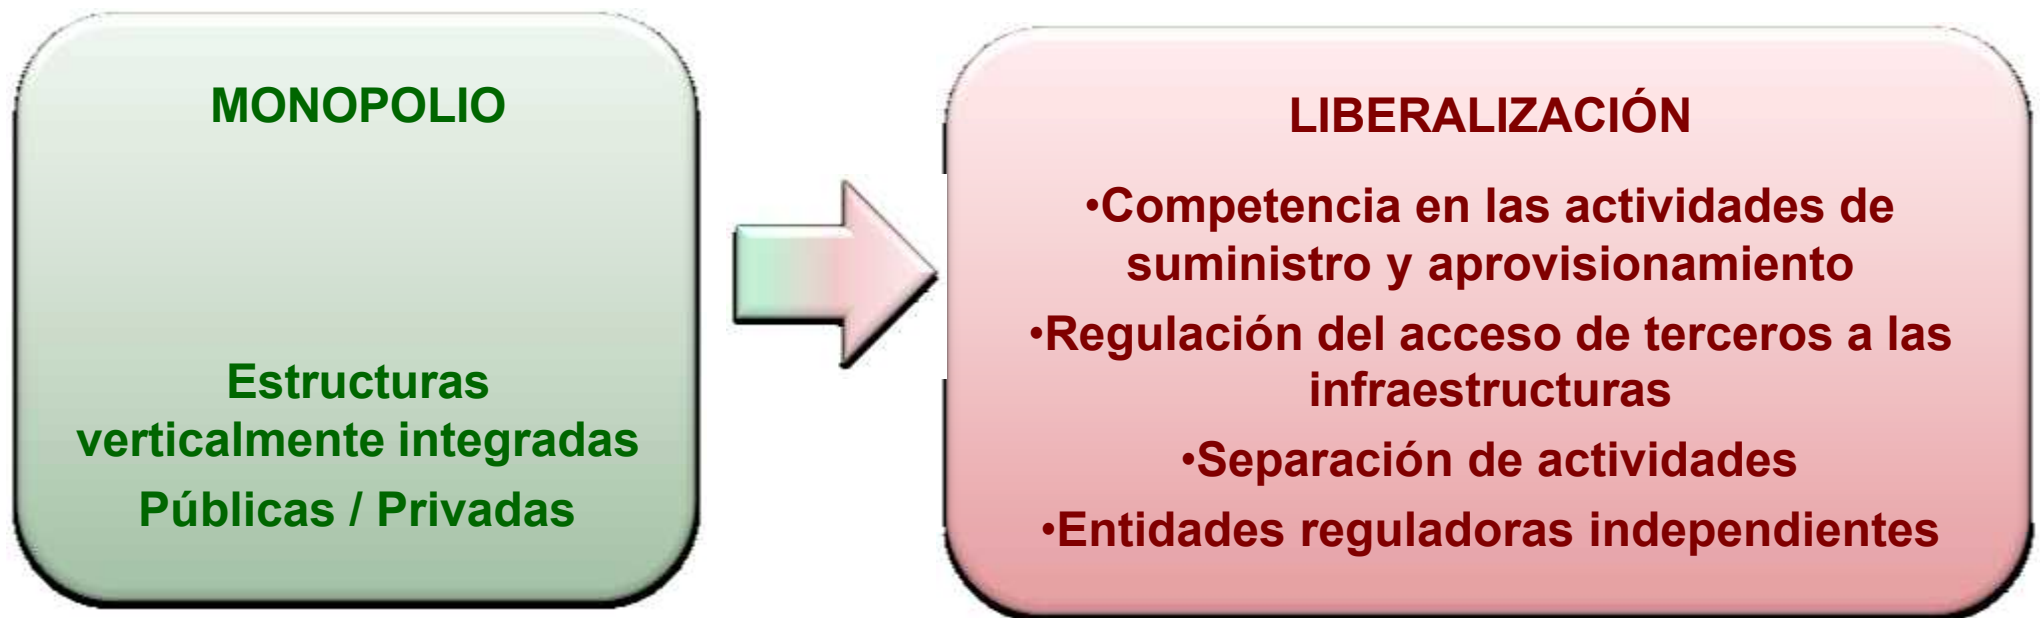 MONOPOLIO
Estructuras
verticalmente integradas
Públicas / Privadas
LIBERALIZACIÓN
•Competencia en las actividades de
suministro y aprovisionamiento
•Regulación del acceso de terceros a las
infraestructuras
•Separación de actividades
•Entidades reguladoras independientes